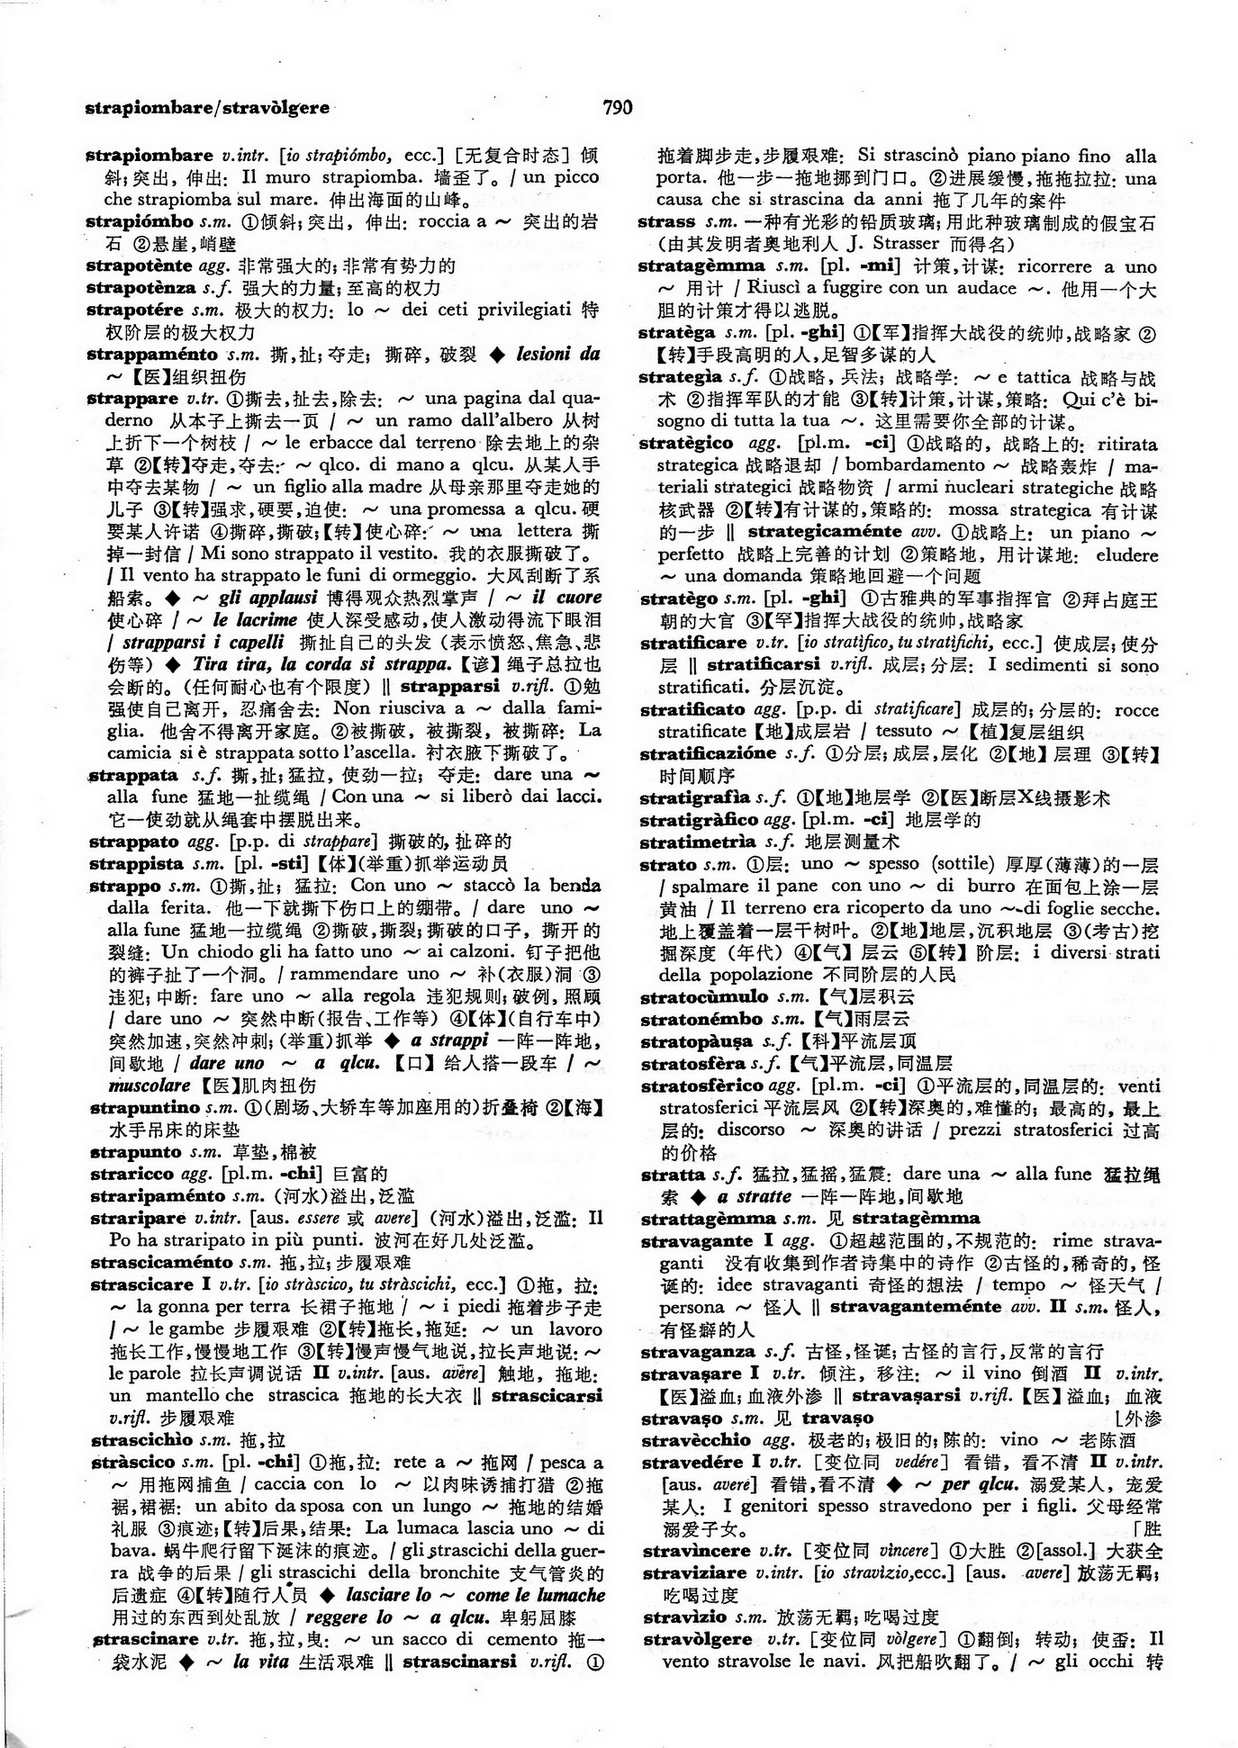 strapiombare/stravòlgere
790
strapiombare v.intr. [io strapiómbo, ecc.] [无复合时态] 倾
斜; 突出, 伸出: Il muro strapiomba. 墙歪了。/ un picco
che strapiomba sul mare. 伸出海面的山峰。
strapiómbo s.m. ①倾斜; 突出, 伸出: roccia a ~ 突出的岩
石 ②悬崖,峭壁
strapotènte agg. 非常强大的; 非常有势力的
strapotènza s.f. 强大的力量; 至高的权力
strapotére s.m. 极大的权力: lo ~ dei ceti privilegiati 特
权阶层的极大权力
strappaménto s.m. 撕,扯; 夺走; 撕碎, 破裂 ◆ lesioni da
~ 【医】组织扭伤
strappare v.tr. ①撕去,扯去,除去: ~ una pagina dal qua-
derno 从本子上撕去一页 / ~ un ramo dall'albero 从树
上折下一个树枝 / ~ le erbacce dal terreno 除去地上的杂
草 ②【转】夺走,夺去: ~ qlco. di mano a qlcu. 从某人手
中夺去某物 / ~ un figlio alla madre 从母亲那里夺走她的
儿子 ③【转】强求,硬要,迫使: ~ una promessa a qlcu. 硬
要某人许诺 ④撕碎,撕破;【转】使心碎: ~ una lettera 撕
掉一封信 / Mi sono strappato il vestito. 我的衣服撕破了。
/ Il vento ha strappato le funi di ormeggio. 大风刮断了系
船索。◆ ~ gli applausi 博得观众热烈掌声 / ~ il cuore
使心碎 / ~ le lacrime 使人深受感动,使人激动得流下眼泪
/ strapparsi i capelli 撕扯自己的头发 (表示愤怒、焦急、悲
伤等) ◆ Tira tira, la corda si strappa.【谚】绳子总拉也
会断的。(任何耐心也有个限度) ‖ strapparsi v.rifl. ①勉
强使自己离开, 忍痛舍去: Non riusciva a ~ dalla fami-
glia. 他舍不得离开家庭。②被撕破, 被撕裂, 被撕碎: La
camicia si è strappata sotto l'ascella. 衬衣腋下撕破了。
strappata s.f. 撕,扯; 猛拉, 使劲一拉; 夺走: dare una ~
alla fune 猛地一扯缆绳 / Con una ~ si liberò dai lacci.
它一使劲就从绳套中摆脱出来。
strappato agg. [p.p. di strappare] 撕破的, 扯碎的
strappista s.m. [pl. -sti]【体】(举重)抓举运动员
strappo s.m. ①撕,扯; 猛拉: Con uno ~ staccò la benda
dalla ferita. 他一下就撕下伤口上的绷带。/ dare uno ~
alla fune 猛地一拉缆绳 ②撕破,撕裂; 撕破的口子, 撕开的
裂缝: Un chiodo gli ha fatto uno ~ ai calzoni. 钉子把他
的裤子扯了一个洞。/ rammendare uno ~ 补(衣服)洞 ③
违犯; 中断: fare uno ~ alla regola 违犯规则; 破例, 照顾
/ dare uno ~ 突然中断(报告、工作等) ④【体】(自行车中)
突然加速,突然冲刺; (举重)抓举 ◆ a strappi 一阵一阵地,
间歇地 / dare uno ~ a qlcu. 【口】给人搭一段车 / ~
muscolare 【医】肌肉扭伤
strapuntino s.m. ①(剧场、大轿车等加座用的)折叠椅 ②【海】
水手吊床的床垫
strapunto s.m. 草垫,棉被
straricco agg. [pl.m. -chi] 巨富的
straripaménto s.m. (河水)溢出,泛滥
straripare v.intr. [aus. essere 或 avere] (河水)溢出,泛滥: Il
Po ha straripato in più punti. 波河在好几处泛滥。
strascicaménto s.m. 拖,拉; 步履艰难
strascicare I v.tr. [io stràscico, tu stràscichi, ecc.] ①拖, 拉:
~ la gonna per terra 长裙子拖地 / ~ i piedi 拖着步子走
/ ~ le gambe 步履艰难 ②【转】拖长,拖延: ~ un lavoro
拖长工作,慢慢地工作 ③【转】慢声慢气地说,拉长声地说: ~
le parole 拉长声调说话 II v.intr. [aus. avere] 触地, 拖地:
un mantello che strascica 拖地的长大衣 ‖ strascicarsi
v.rifl. 步履艰难
strascichìo s.m. 拖,拉
stràscico s.m. [pl. -chi] ①拖,拉: rete a ~ 拖网 / pesca a
~ 用拖网捕鱼 / caccia con lo ~ 以肉味诱捕打猎 ②拖
裾,裙裾: un abito da sposa con un lungo ~ 拖地的结婚
礼服 ③痕迹;【转】后果,结果: La lumaca lascia uno ~ di
bava. 蜗牛爬行留下涎沫的痕迹。/ gli strascichi della guer-
ra 战争的后果 / gli strascichi della bronchite 支气管炎的
后遗症 ④【转】随行人员 ◆ lasciare lo ~ come le lumache
用过的东西到处乱放 / reggere lo ~ a qlcu. 卑躬屈膝
strascinare v.tr. 拖,拉,曳: ~ un sacco di cemento 拖一
袋水泥 ◆ ~ la vita 生活艰难 ‖ strascinarsi v.rifl. ①
拖着脚步走,步履艰难: Si strascinò piano piano fino alla
porta. 他一步一拖地挪到门口。②进展缓慢,拖拖拉拉: una
causa che si strascina da anni 拖了几年的案件
strass s.m. 一种有光彩的铅质玻璃; 用此种玻璃制成的假宝石
(由其发明者奥地利人 J. Strasser 而得名)
stratagèmma s.m. [pl. -mi] 计策,计谋: ricorrere a uno
~ 用计 / Riuscì a fuggire con un audace ~. 他用一个大
胆的计策才得以逃脱。
stratèga s.m. [pl. -ghi] ①【军】指挥大战役的统帅,战略家 ②
【转】手段高明的人,足智多谋的人
strategìa s.f. ①战略, 兵法; 战略学: ~ e tattica 战略与战
术 ②指挥军队的才能 ③【转】计策,计谋,策略: Qui c'è bi-
sogno di tutta la tua ~. 这里需要你全部的计谋。
stratègico agg. [pl.m. -ci] ①战略的, 战略上的: ritirata
strategica 战略退却 / bombardamento ~ 战略轰炸 / ma-
teriali strategici 战略物资 / armi nucleari strategiche 战略
核武器 ②【转】有计谋的,策略的: mossa strategica 有计谋
的一步 ‖ strategicaménte avv. ①战略上: un piano ~
perfetto 战略上完善的计划 ②策略地, 用计谋地: eludere
~ una domanda 策略地回避一个问题
stratègo s.m. [pl. -ghi] ①古雅典的军事指挥官 ②拜占庭王
朝的大官 ③【军】指挥大战役的统帅,战略家
stratificare v.tr. [io stratìfico, tu stratìfichi, ecc.] 使成层; 使分
层 ‖ stratificarsi v.rifl. 成层; 分层: I sedimenti si sono
stratificati. 分层沉淀。
stratificato agg. [p.p. di stratificare] 成层的; 分层的: rocce
stratificate 【地】成层岩 / tessuto ~ 【植】复层组织
stratificazióne s.f. ①分层; 成层,层化 ②【地】层理 ③【转】
时间顺序
stratigrafìa s.f. ①【地】地层学 ②【医】断层X线摄影术
stratigràfico agg. [pl.m. -ci] 地层学的
stratimetrìa s.f. 地层测量术
strato s.m. ①层: uno ~ spesso (sottile) 厚厚(薄薄)的一层
/ spalmare il pane con uno ~ di burro 在面包上涂一层
黄油 / Il terreno era ricoperto da uno ~ di foglie secche.
地上覆盖着一层干树叶。②【地】地层,沉积地层 ③(考古)挖
掘深度 (年代) ④【气】层云 ⑤【转】阶层: i diversi strati
della popolazione 不同阶层的人民
stratocùmulo s.m.【气】层积云
stratonémbo s.m.【气】雨层云
stratopàuṣa s.f.【科】平流层顶
stratosfèra s.f.【气】平流层,同温层
stratosfèrico agg. [pl.m. -ci] ①平流层的,同温层的: venti
stratosferici 平流层风 ②【转】深奥的,难懂的; 最高的, 最上
层的: discorso ~ 深奥的讲话 / prezzi stratosferici 过高
的价格
stratta s.f. 猛拉,猛摇,猛震: dare una ~ alla fune 猛拉绳
索 ◆ a stratte 一阵一阵地,间歇地
strattagèmma s.m. 见 stratagèmma
stravagante I agg. ①超越范围的,不规范的: rime strava-
ganti 没有收集到作者诗集中的诗作 ②古怪的,稀奇的, 怪
诞的: idee stravaganti 奇怪的想法 / tempo ~ 怪天气 /
persona ~ 怪人 ‖ stravaganteménte avv. II s.m. 怪人,
有怪癖的人
stravaganza s.f. 古怪,怪诞; 古怪的言行,反常的言行
stravaṣare I v.tr. 倾注, 移注: ~ il vino 倒酒 II v.intr.
【医】溢血; 血液外渗 ‖ stravaṣarsi v.rifl.【医】溢血; 血液
stravaṣo s.m. 见 travaṣo ⌊外渗
stravècchio agg. 极老的; 极旧的; 陈的: vino ~ 老陈酒
stravedére I v.tr. [变位同 vedére] 看错, 看不清 II v.intr.
[aus. avere] 看错,看不清 ◆ ~ per qlcu. 溺爱某人, 宠爱
某人: I genitori spesso stravedono per i figli. 父母经常
溺爱子女。 ｢胜
stravìncere v.tr. [变位同 vìncere] ①大胜 ②[assol.] 大获全
straviziare v.intr. [io stravìzio,ecc.] [aus. avere] 放荡无羁;
吃喝过度
stravìzio s.m. 放荡无羁; 吃喝过度
stravòlgere v.tr. [变位同 vòlgere] ①翻倒; 转动; 使歪: Il
vento stravolse le navi. 风把船吹翻了。/ ~ gli occhi 转